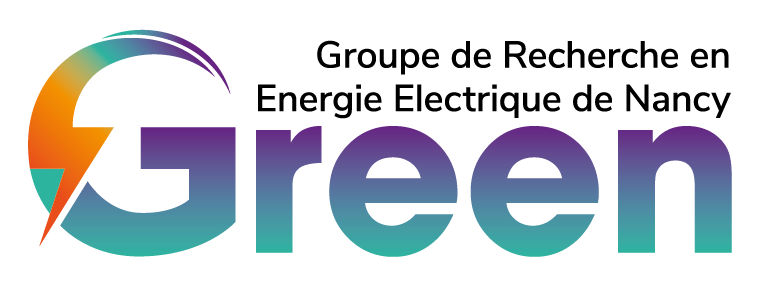 Groupe de Recherche en
Energie Electrique de Nancy
Green